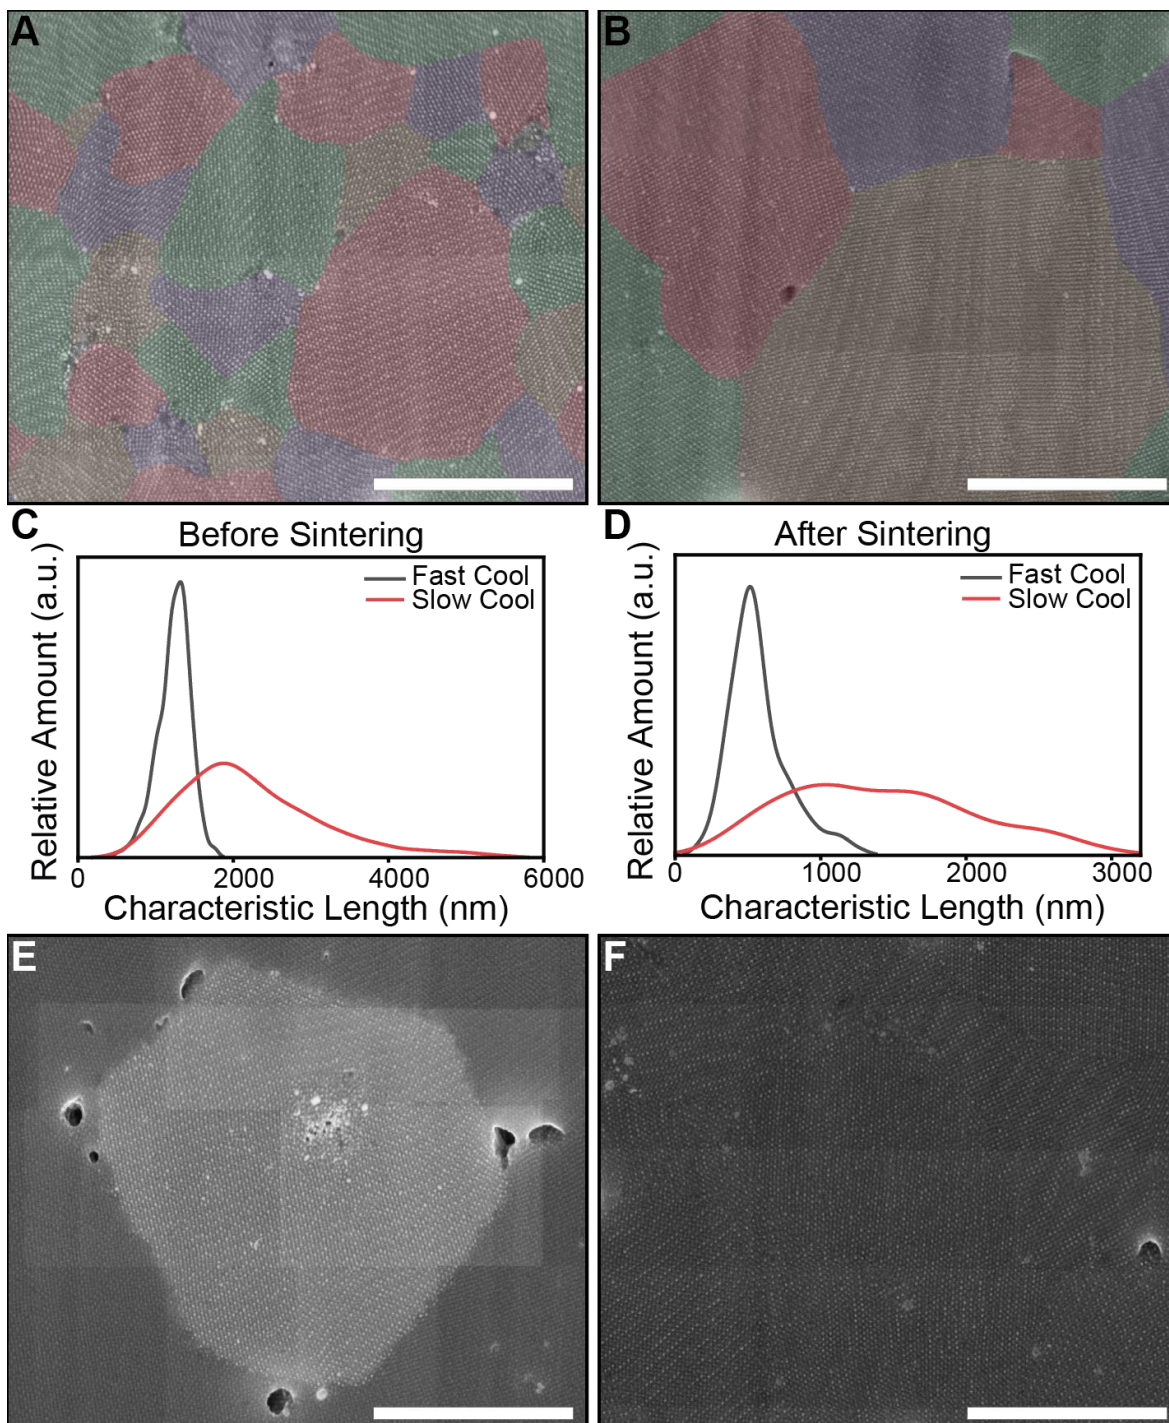 A
B
C
Before Sintering
Relative Amount (a.u.)
Fast Cool
Slow Cool
0
2000
4000
6000
Characteristic Length (nm)
D
After Sintering
Relative Amount (a.u.)
Fast Cool
Slow Cool
0
1000
2000
3000
Characteristic Length (nm)
E
F